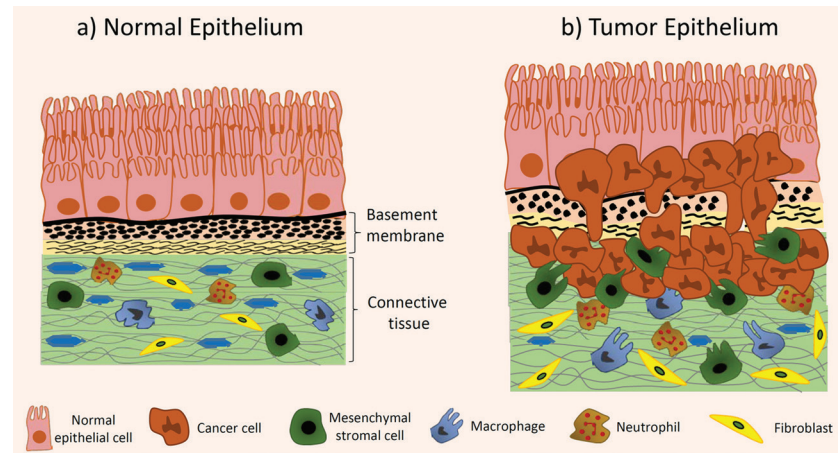 a) Normal Epithelium
b) Tumor Epithelium
Basement
membrane
Connective
tissue
Normal
epithelial cell
Cancer cell
Mesenchymal
stromal cell
Macrophage
Neutrophil
Fibroblast